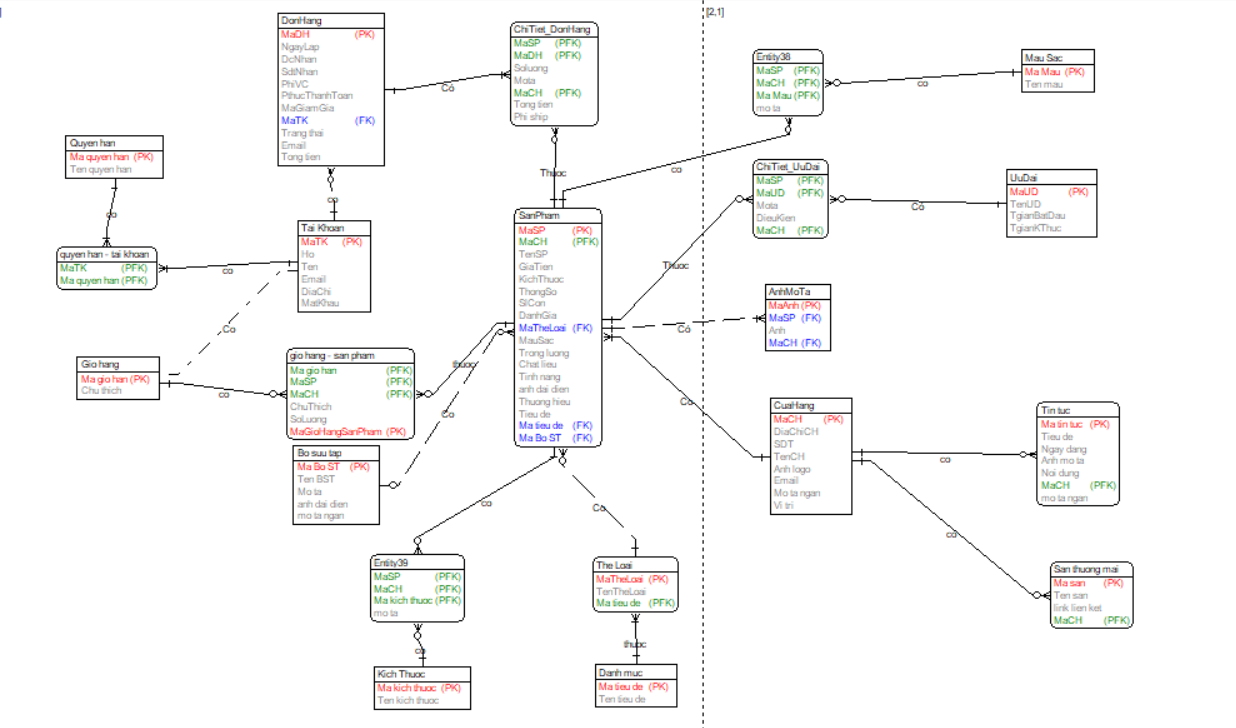 [2,1]
DonHang
MaDH (PK)
NgayLap
DcNhan
SdtNhan
PhiVC
PthucThanhToan
MaGiamGia
MaTK (FK)
Trang thai
Email
Tong tien
Có
ChiTiet_DonHang
MaSP (PFK)
MaDH (PFK)
Soluong
Mota
MaCH (PFK)
Tong tien
Phi ship
Entity38
MaSP (PFK)
MaCH (PFK)
Ma Mau (PFK)
mo ta
co
Mau Sac
Ma Mau (PK)
Ten mau
Quyen han
Ma quyen han (PK)
Ten quyen han
co
quyen han - tai khoan
MaTK (PFK)
Ma quyen han (PFK)
co
co
Tai Khoan
MaTK (PK)
Ho
Ten
Email
DiaChi
MatKhau
Thuoc
co
ChiTiet_UuDai
MaSP (PFK)
MaUD (PFK)
Mota
DieuKien
MaCH (PFK)
Có
UuDai
MaUD (PK)
TenUD
TgianBatDau
TgianKThuc
SanPham
MaSP (PK)
MaCH (PFK)
TenSP
GiaTien
KichThuoc
ThongSo
SlCon
DanhGia
MaTheLoai (FK)
MauSac
Trong luong
Chat lieu
Tinh nang
anh dai dien
Thuong hieu
Tieu de
Ma tieu de (FK)
Ma Bo ST (FK)
Thuoc
Có
AnhMoTa
MaAnh (PK)
MaSP (FK)
Anh
MaCH (FK)
Co
Co
Gio hang
Ma gio han (PK)
Chu thich
co
gio hang - san pham
Ma gio han (PFK)
MaSP (PFK)
MaCH (PFK)
ChuThich
SoLuong
MaGioHangSanPham (PK)
thuoc
Co
Bo suu tap
Ma Bo ST (PK)
Ten BST
Mo ta
anh dai dien
mo ta ngan
CuaHang
MaCH (PK)
DiaChiCH
SDT
TenCH
Anh logo
Email
Mo ta ngan
Vi tri
co
Tin tuc
Ma tin tuc (PK)
Tieu de
Ngay dang
Anh mo ta
Noi dung
MaCH (PFK)
mo ta ngan
co
San thuong mai
Ma san (PK)
Ten san
link lien ket
MaCH (PFK)
co
Co
Entity39
MaSP (PFK)
MaCH (PFK)
Ma kich thuoc (PFK)
mo ta
co
Kich Thuoc
Ma kich thuoc (PK)
Ten kich thuoc
The Loai
MaTheLoai (PK)
TenTheLoai
Ma tieu de (PFK)
thuoc
Danh muc
Ma tieu de (PK)
Ten tieu de